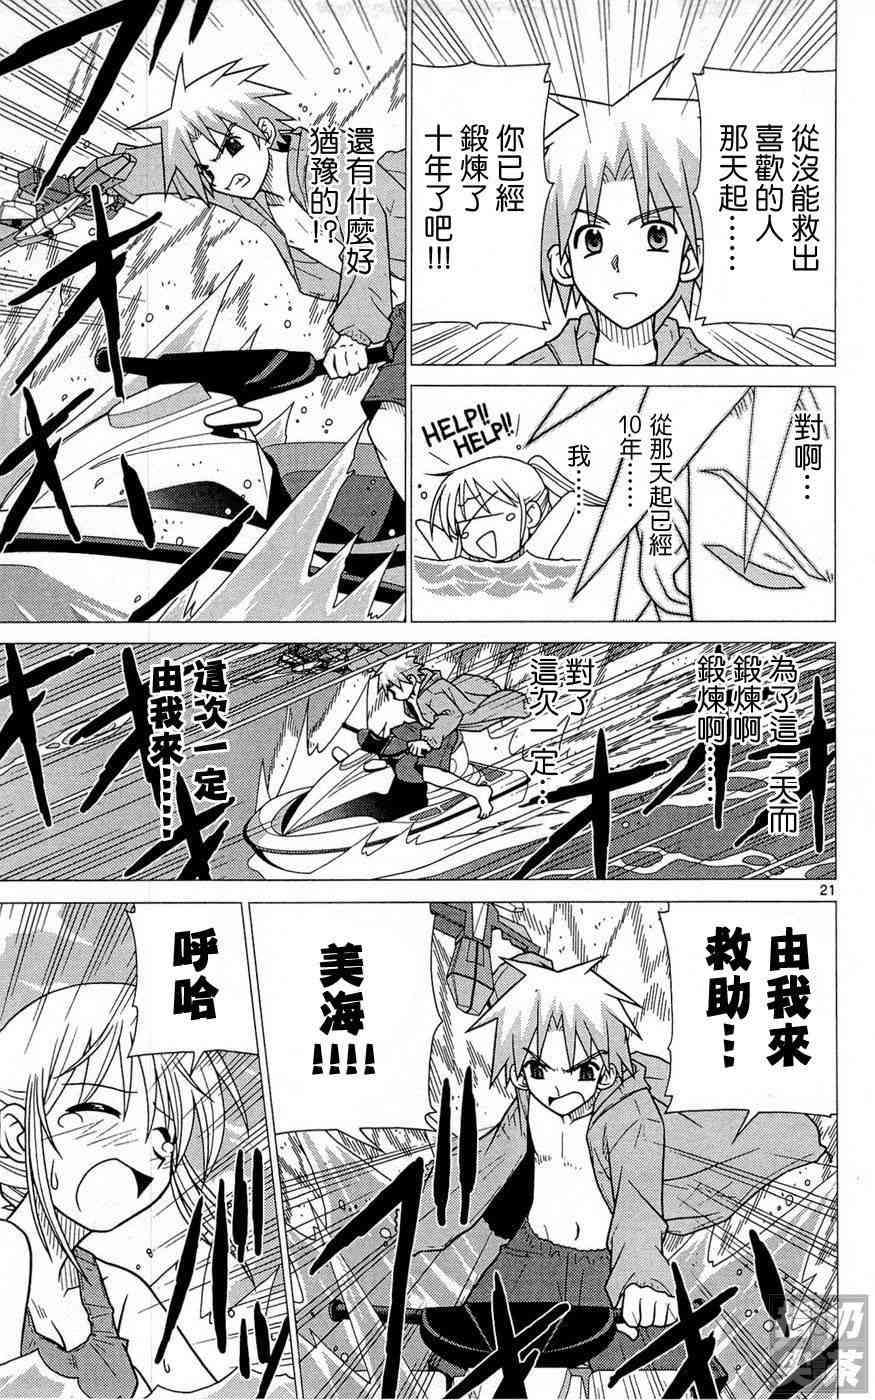 從沒能救出
喜歡的人
那天起……
你已經
鍛煉了
十年了吧!!!
還有什麼好
猶豫的!?
對啊…
從那天起已經
10年……
我……
HELP!!
HELP!!
為了這一天而
鍛煉啊
鍛煉啊……
對了
這次一定…
這次一定
由我來……
21
由我來
救助…
美海!!!!
呼哈